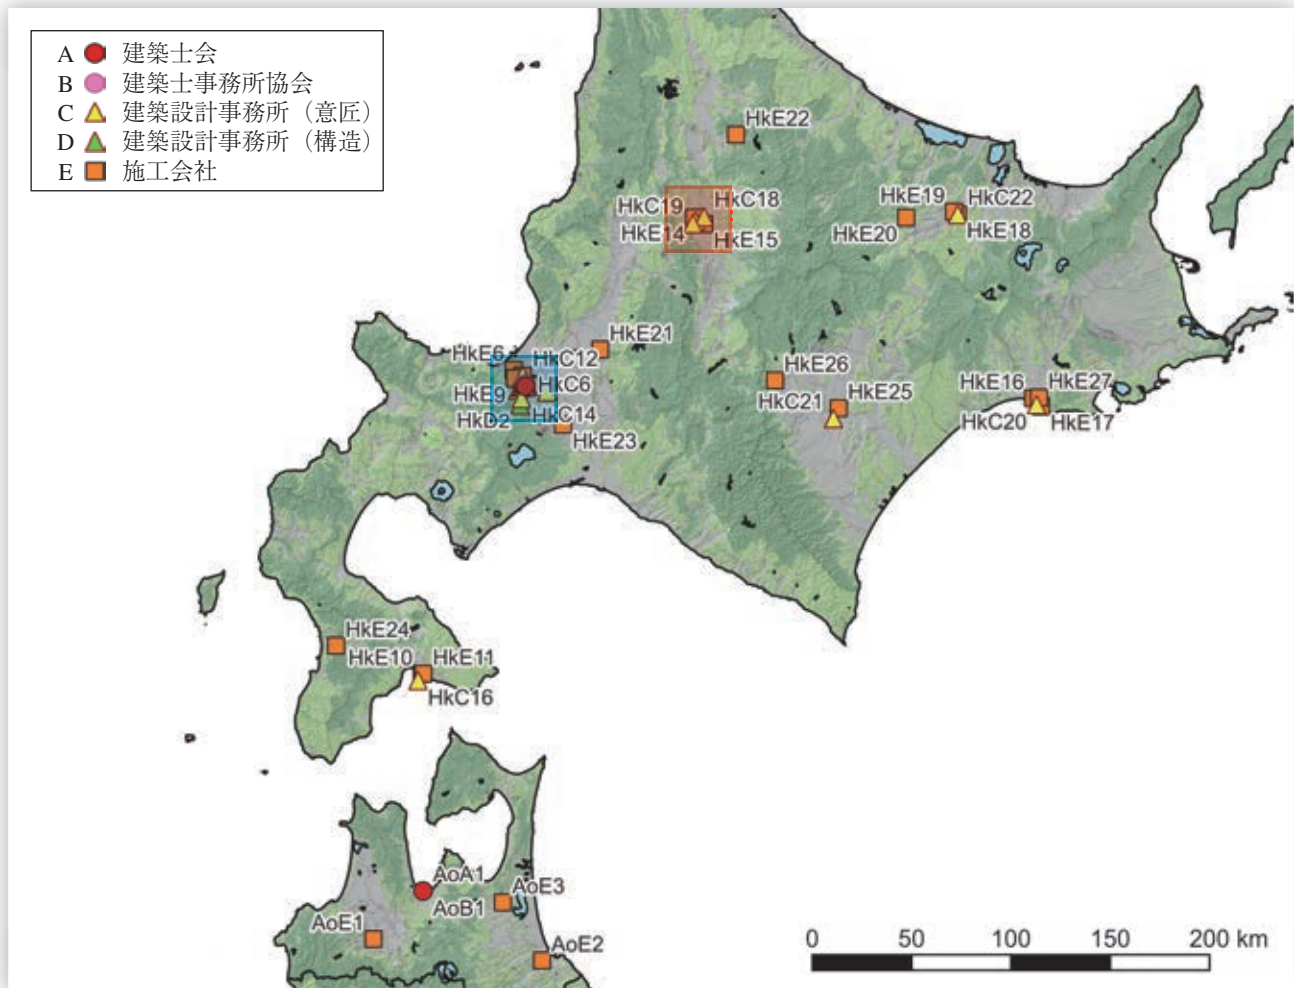 A 建築士会
B 建築士事務所協会
C 建築設計事務所（意匠）
D 建築設計事務所（構造）
E 施工会社
HkE22
HkC19 HkC18
HkE14 HkE15
HkE19 HkC22
HkE20 HkE18
HkE21
HkE6 HkC12
HkE9 HkC6
HkD2 HkC14
HkE23
HkE26
HkC21 HkE25
HkE16 HkE27
HkC20 HkE17
HkE24
HkE10 HkE11
HkC16
AoA1
AoB1 AoE3
AoE1
AoE2
0 50 100 150 200 km